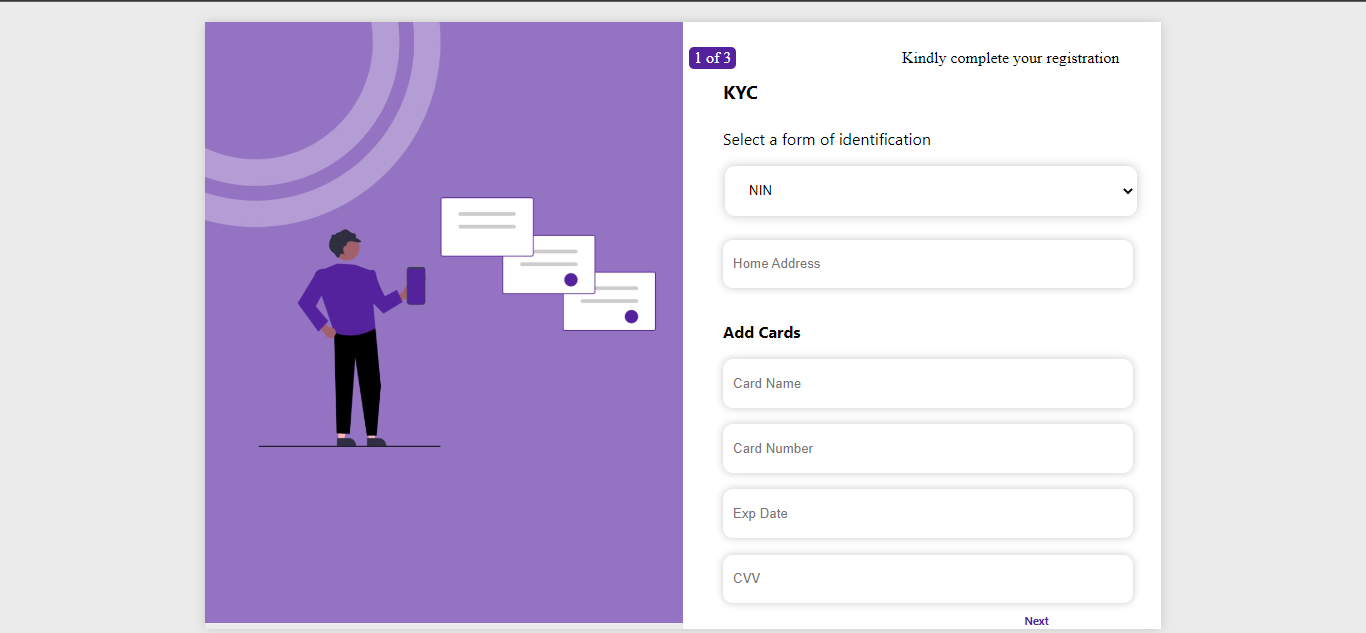 1 of 3
Kindly complete your registration
KYC
Select a form of identification
NIN
Home Address
Add Cards
Card Name
Card Number
Exp Date
CVV
Next